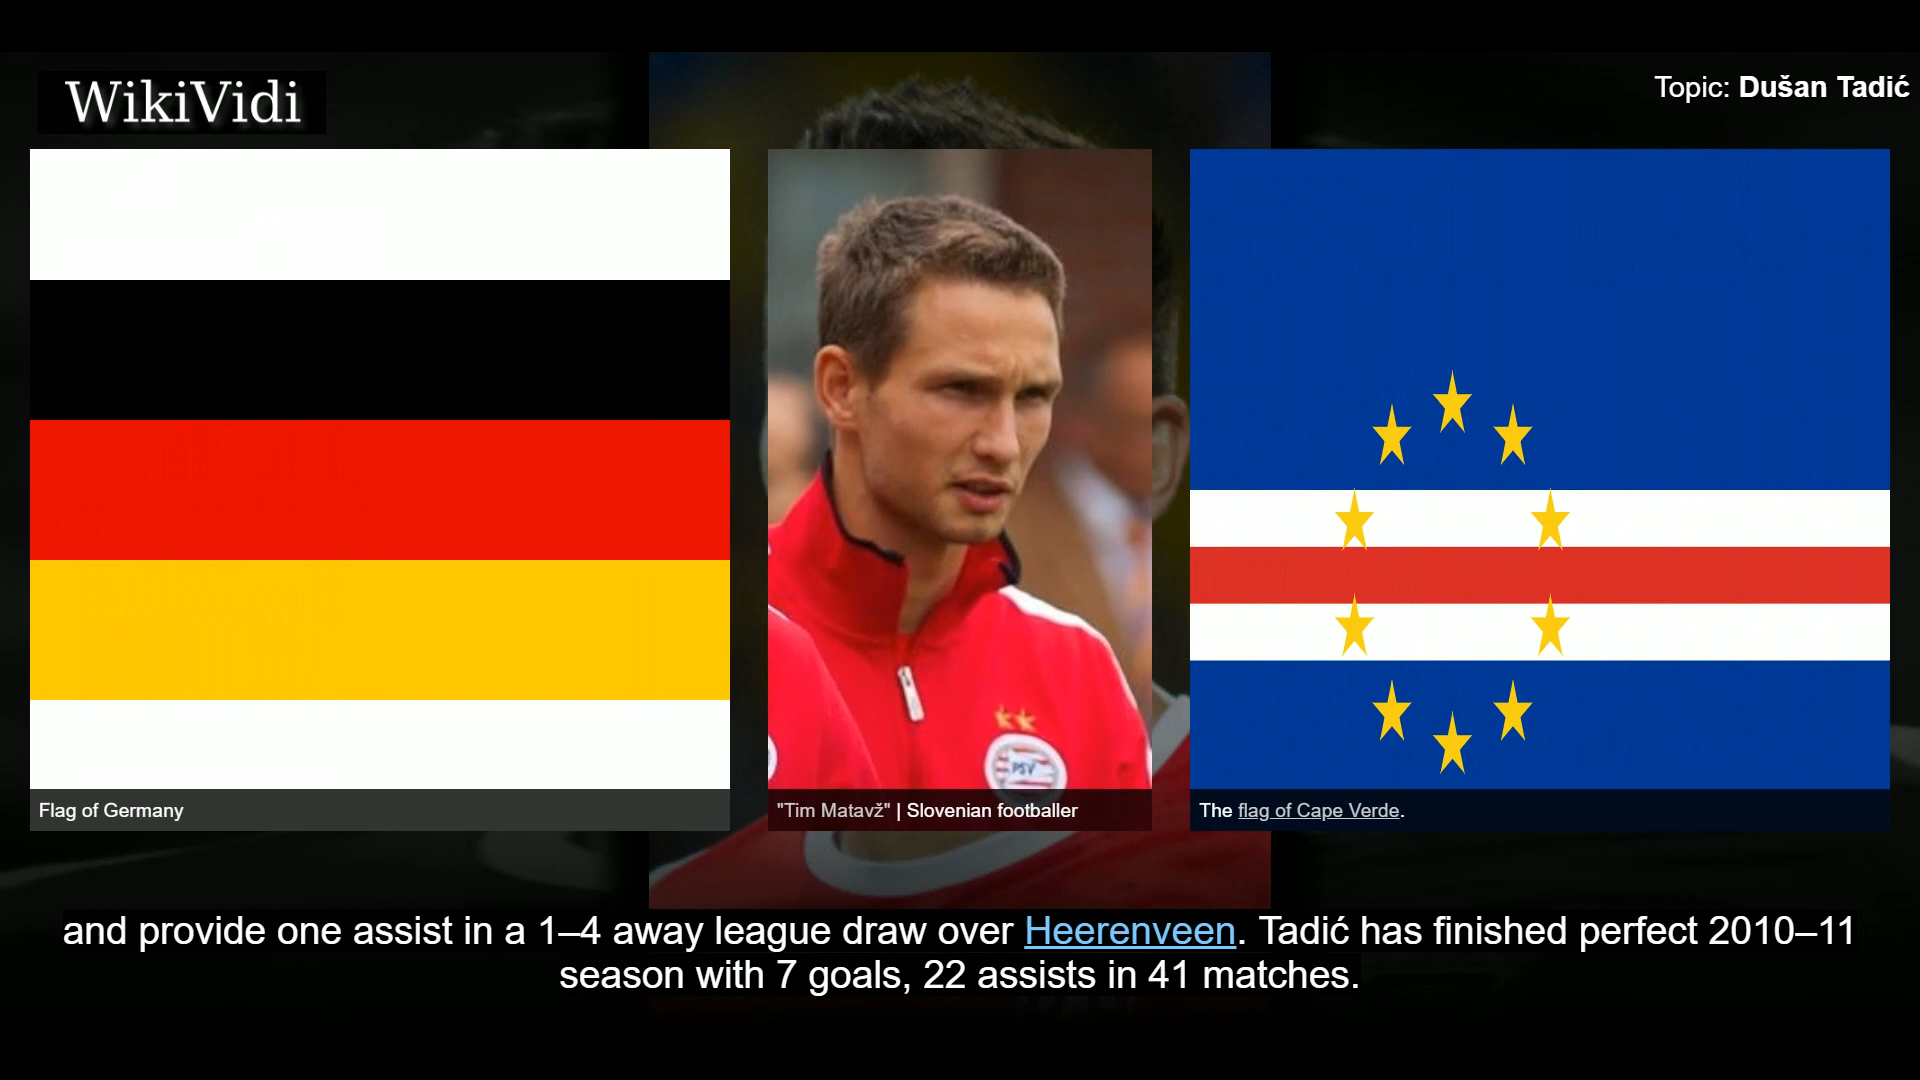 WikiVidi
Topic: Dušan Tadić
Flag of Germany
"Tim Matavž" | Slovenian footballer
PSV
The flag of Cape Verde.
and provide one assist in a 1–4 away league draw over Heerenveen. Tadić has finished perfect 2010–11
season with 7 goals, 22 assists in 41 matches.